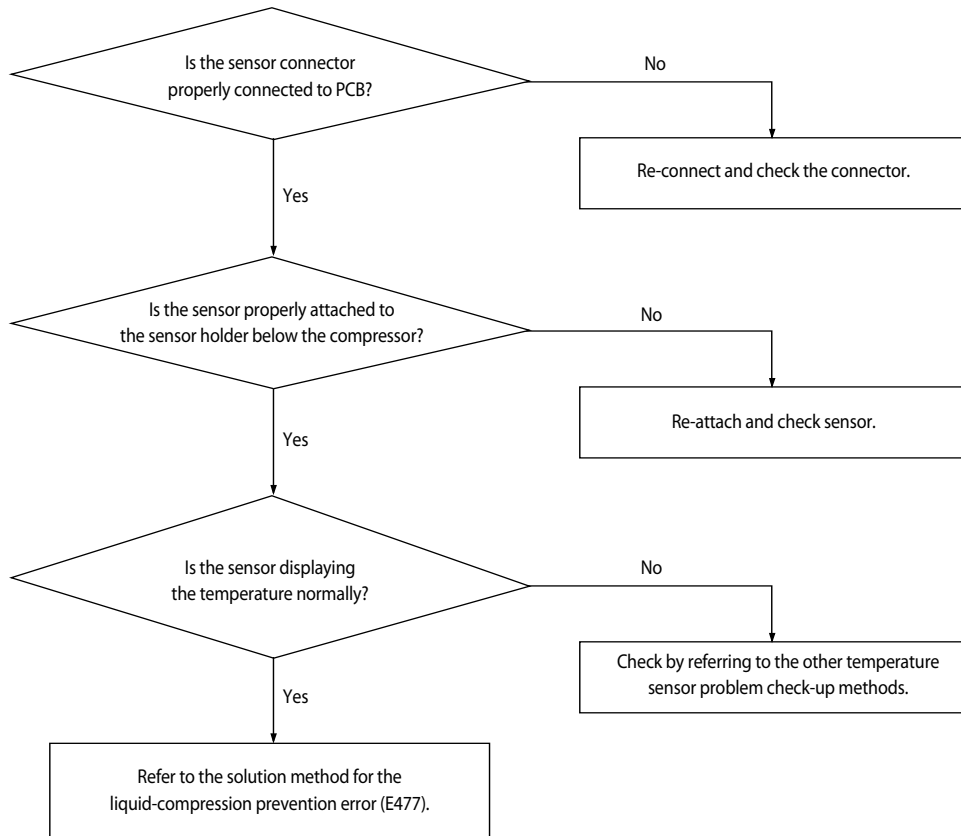 Is the sensor connector
properly connected to PCB?
No
Re-connect and check the connector.
Yes
Is the sensor properly attached to
the sensor holder below the compressor?
No
Re-attach and check sensor.
Yes
Is the sensor displaying
the temperature normally?
No
Check by referring to the other temperature
sensor problem check-up methods.
Yes
Refer to the solution method for the
liquid-compression prevention error (E477).